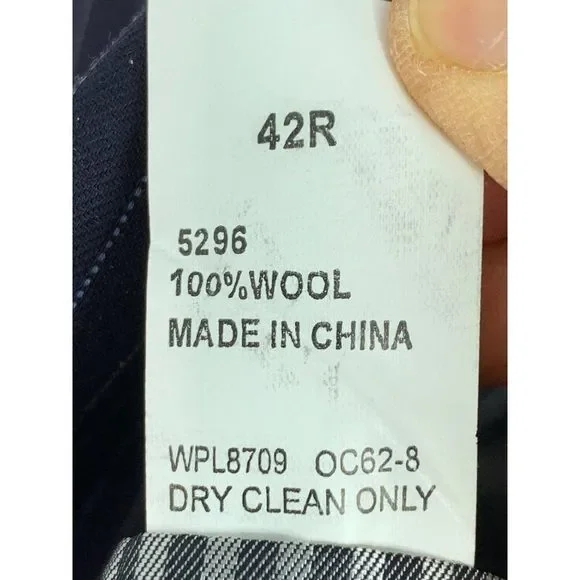 42R
5296
100%WOOL
MADE IN CHINA
WPL8709 OC62-8
DRY CLEAN ONLY